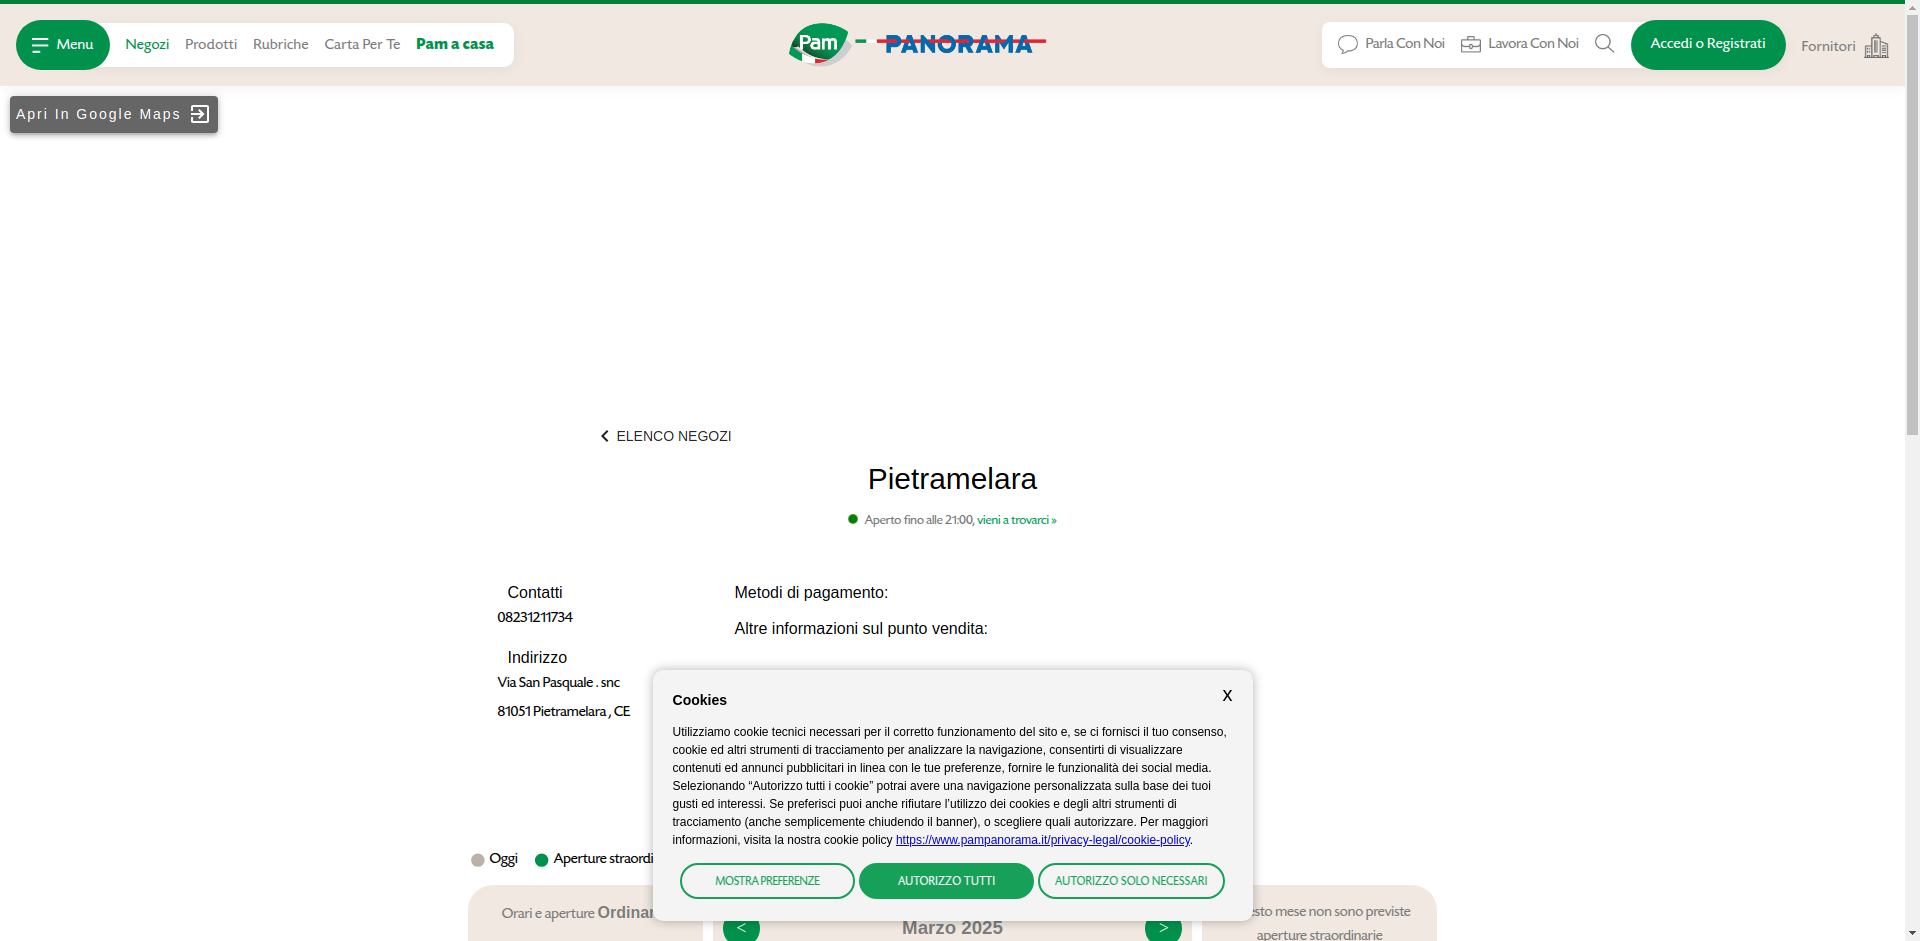 Menu
Negozi
Prodotti
Rubriche
Carta Per Te
Pam a casa
Pam
PANORAMA
Parla Con Noi
Lavora Con Noi
Accedi o Registrati
Fornitori
Apri In Google Maps
ELENCO NEGOZI
Pietramelara
Aperto fino alle 21:00, vieni a trovarci »
Contatti
08231211734
Indirizzo
Via San Pasquale . snc
81051 Pietramelara , CE
Metodi di pagamento:
Altre informazioni sul punto vendita:
Cookies
X
Utilizziamo cookie tecnici necessari per il corretto funzionamento del sito e, se ci fornisci il tuo consenso,
cookie ed altri strumenti di tracciamento per analizzare la navigazione, consentirti di visualizzare
contenuti ed annunci pubblicitari in linea con le tue preferenze, fornire le funzionalità dei social media.
Selezionando “Autorizzo tutti i cookie” potrai avere una navigazione personalizzata sulla base dei tuoi
gusti ed interessi. Se preferisci puoi anche rifiutare l’utilizzo dei cookies e degli altri strumenti di
tracciamento (anche semplicemente chiudendo il banner), o scegliere quali autorizzare. Per maggiori
informazioni, visita la nostra cookie policy https://www.pampanorama.it/privacy-legal/cookie-policy.
MOSTRA PREFERENZE
AUTORIZZO TUTTI
AUTORIZZO SOLO NECESSARI
Oggi
Aperture straordi
Orari e aperture Ordinar
<
Marzo 2025
>
esto mese non sono previste
aperture straordinarie